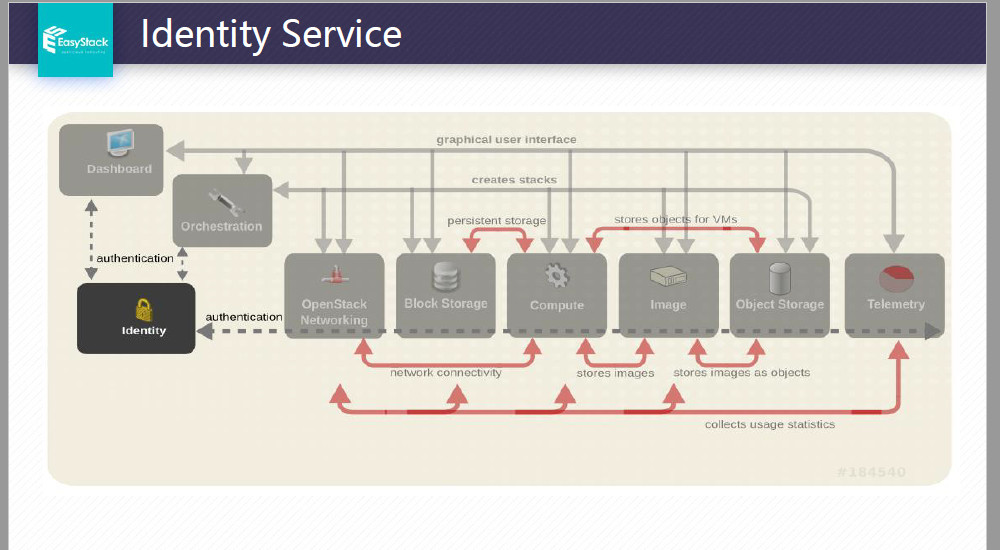 EasyStack
Identity Service
graphical user interface
Dashboard
creates stacks
Orchestration
persistent storage
stores objects for VMs
authentication
OpenStack
Networking
Block Storage
Compute
Image
Object Storage
Telemetry
Identity
authentication
network connectivity
stores images
stores images as objects
collects usage statistics
#184540